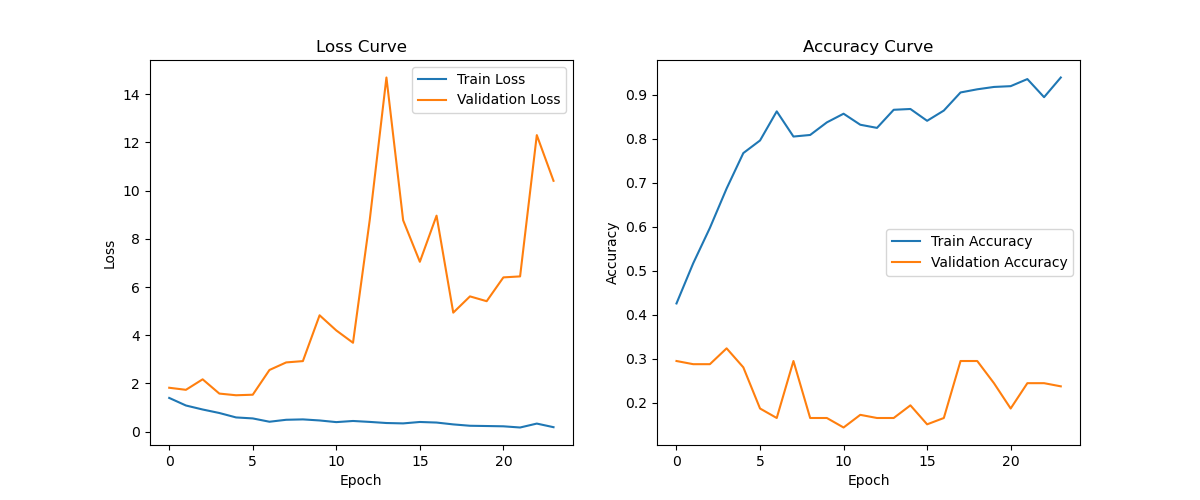 Loss Curve
Train Loss
Validation Loss
14
12
10
8
6
4
2
0
Loss
0 5 10 15 20
Epoch
Accuracy Curve
Train Accuracy
Validation Accuracy
0.9
0.8
0.7
0.6
0.5
0.4
0.3
0.2
Accuracy
0 5 10 15 20
Epoch